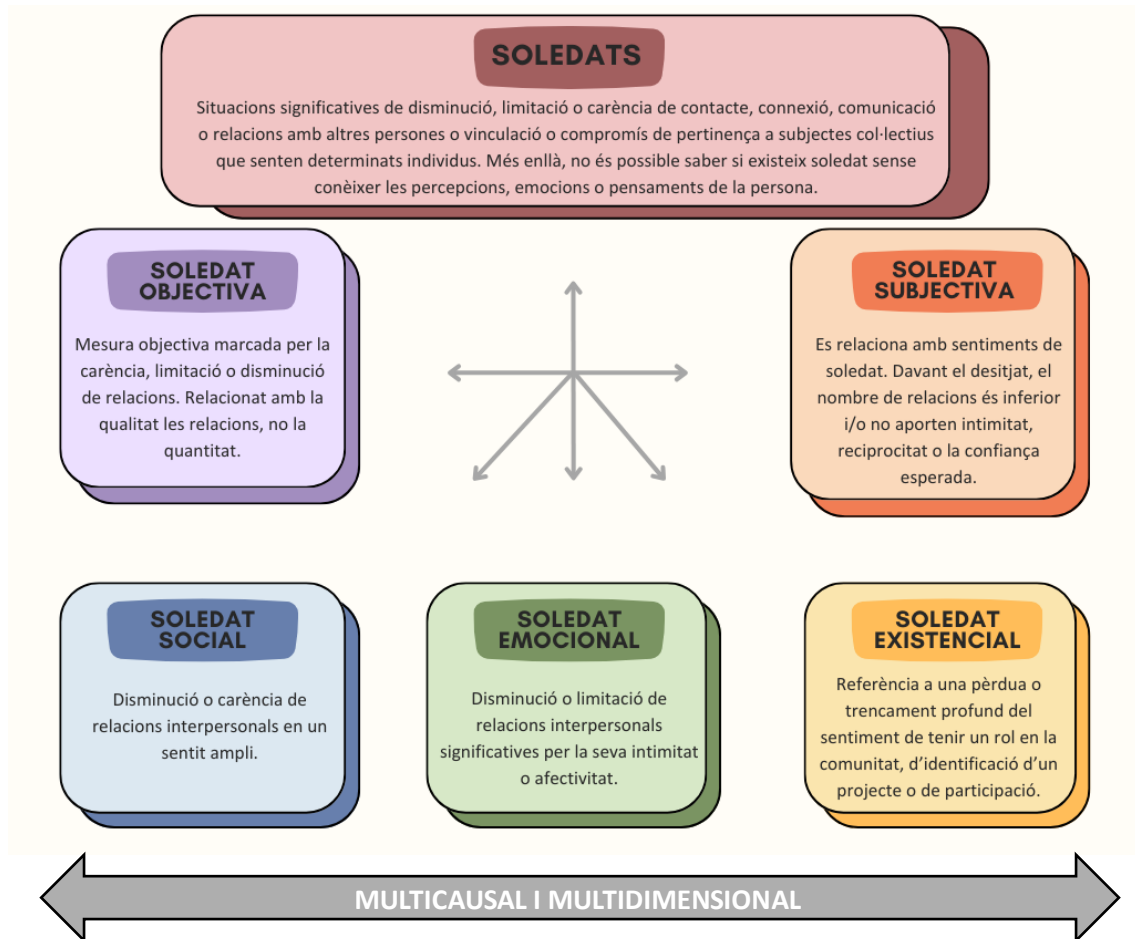 SOLEDATS
Situacions significatives de disminució, limitació o carència de contacte, connexió, comunicació
o relacions amb altres persones o vinculació o compromís de pertinença a subjectes col·lectius
que senten determinats individus. Més enllà, no és possible saber si existeix soledat sense
conèixer les percepcions, emocions o pensaments de la persona.
SOLEDAT
OBJECTIVA
Mesura objectiva marcada per la
carència, limitació o disminució
de relacions. Relacionat amb la
qualitat les relacions, no la
quantitat.
SOLEDAT
SUBJECTIVA
Es relaciona amb sentiments de
soledat. Davant el desitjat, el
nombre de relacions és inferior
i/o no aporten intimitat,
reciprocitat o la confiança
esperada.
SOLEDAT
SOCIAL
Disminució o carència de
relacions interpersonals en un
sentit ampli.
SOLEDAT
EMOCIONAL
Disminució o limitació de
relacions interpersonals
significatives per la seva intimitat
o afectivitat.
SOLEDAT
EXISTENCIAL
Referència a una pèrdua o
trencament profund del
sentiment de tenir un rol en la
comunitat, d’identificació d’un
projecte o de participació.
MULTICAUSAL I MULTIDIMENSIONAL